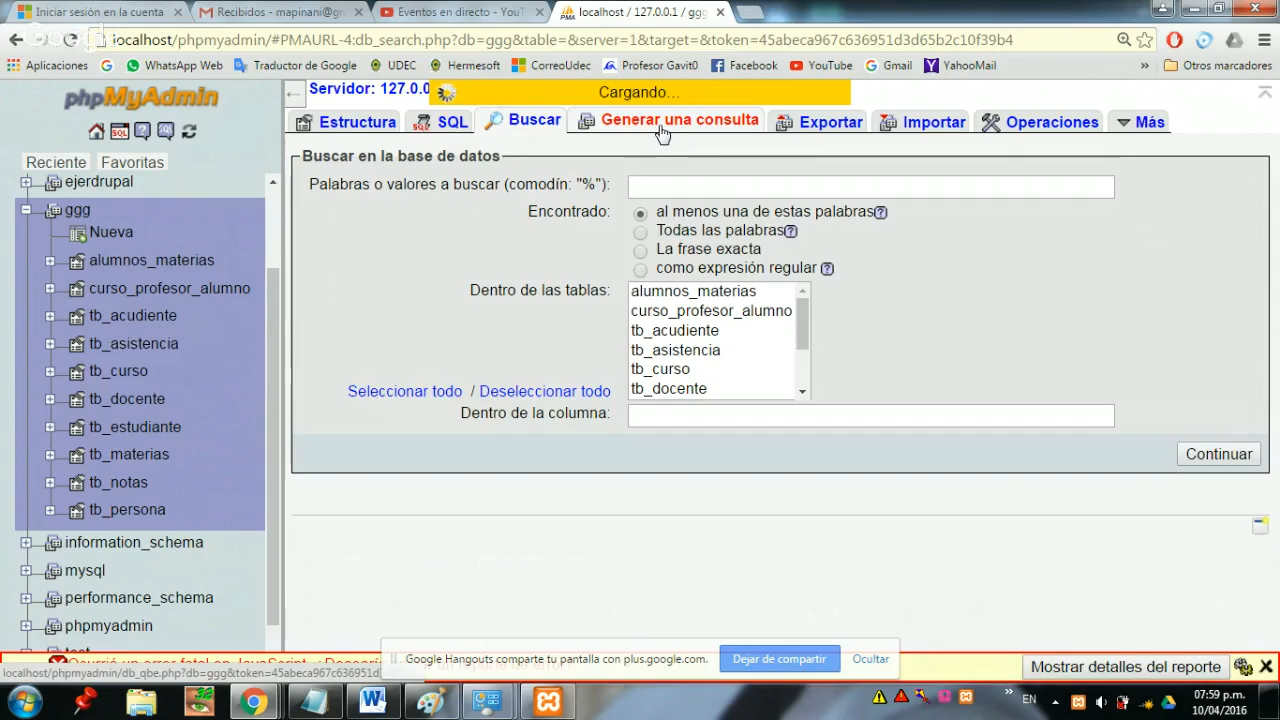 Iniciar sesión en la cuenta
Recibidos - mapinani@g
Eventos en directo - YouT
localhost / 127.0.0.1 / ggg
localhost/phpmyadmin/#PMAURL-4:db_search.php?db=ggg&table=&server=1&target=&token=45abeca967c636951d3d65b2c10f39b4
Aplicaciones
WhatsApp Web
Traductor de Google
UDEC
Hermesoft
CorreoUdec
Profesor Gavit0
Facebook
YouTube
Gmail
YahooMail
»
Otros marcadores
phpMyAdmin
Reciente
Favoritas
ejerdrupal
ggg
Nueva
alumnos_materias
curso_profesor_alumno
tb_acudiente
tb_asistencia
tb_curso
tb_docente
tb_estudiante
tb_materias
tb_notas
tb_persona
information_schema
mysql
performance_schema
phpmyadmin
Servidor: 127.0.0
Cargando...
Estructura
SQL
Buscar
Generar una consulta
Exportar
Importar
Operaciones
Más
Buscar en la base de datos
Palabras o valores a buscar (comodín: "%"):
Encontrado:
al menos una de estas palabras
Todas las palabras
La frase exacta
como expresión regular
Dentro de las tablas:
alumnos_materias
curso_profesor_alumno
tb_acudiente
tb_asistencia
tb_curso
tb_docente
Seleccionar todo / Deseleccionar todo
Dentro de la columna:
Continuar
Google Hangouts comparte tu pantalla con plus.google.com.
Dejar de compartir
Ocultar
Mostrar detalles del reporte
localhost/phpmyadmin/db_qbe.php?db=ggg&token=45abeca967c636951d
EN
07:59 p.m.
10/04/2016